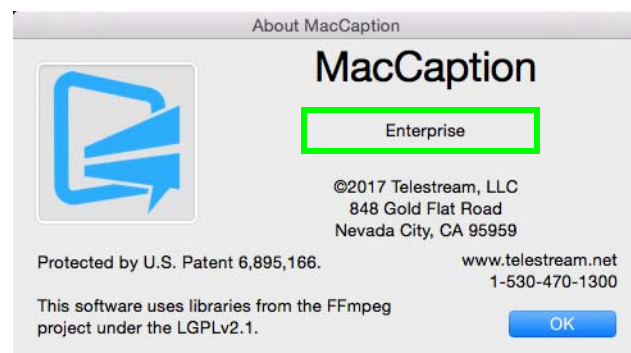 About MacCaption
MacCaption
Enterprise
©2017 Telestream, LLC
848 Gold Flat Road
Nevada City, CA 95959
Protected by U.S. Patent 6,895,166.
www.telestream.net
1-530-470-1300
This software uses libraries from the FFmpeg
project under the LGPLv2.1.
OK